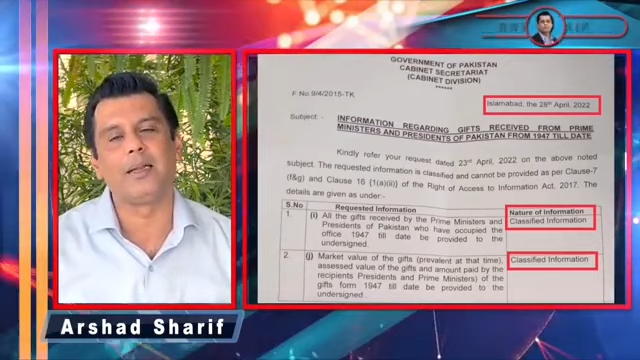 GOVERNMENT OF PAKISTAN
CABINET SECRETARIAT
(CABINET DIVISION)
******
F No.9/4/2015-TK
Islamabad, the 28th April, 2022
Subject: - INFORMATION REGARDING GIFTS RECEIVED FROM PRIME
MINISTERS AND PRESIDENTS OF PAKISTAN FROM 1947 TILL DATE
Kindly refer your request dated 23rd April, 2022 on the above noted
subject. The requested information is classified and cannot be provided as per Clause-7
(f&g) and Clause 16 (1(a)(ii) of the Right of Access to Information Act, 2017. The
details are given as under:-
S.No Requested Information Nature of Information
1. (i) All the gifts received by the Prime Ministers and Classified Information
Presidents of Pakistan who have occupied the
office 1947 till date be provided to the
undersigned.
2. (j) Market value of the gifts (prevalent at that time), Classified Information
assessed value of the gifts and amount paid by the
recipients Presidents and Prime Ministers) of the
gifts form 1947 till date be provided to the
undersigned.
Arshad Sharif